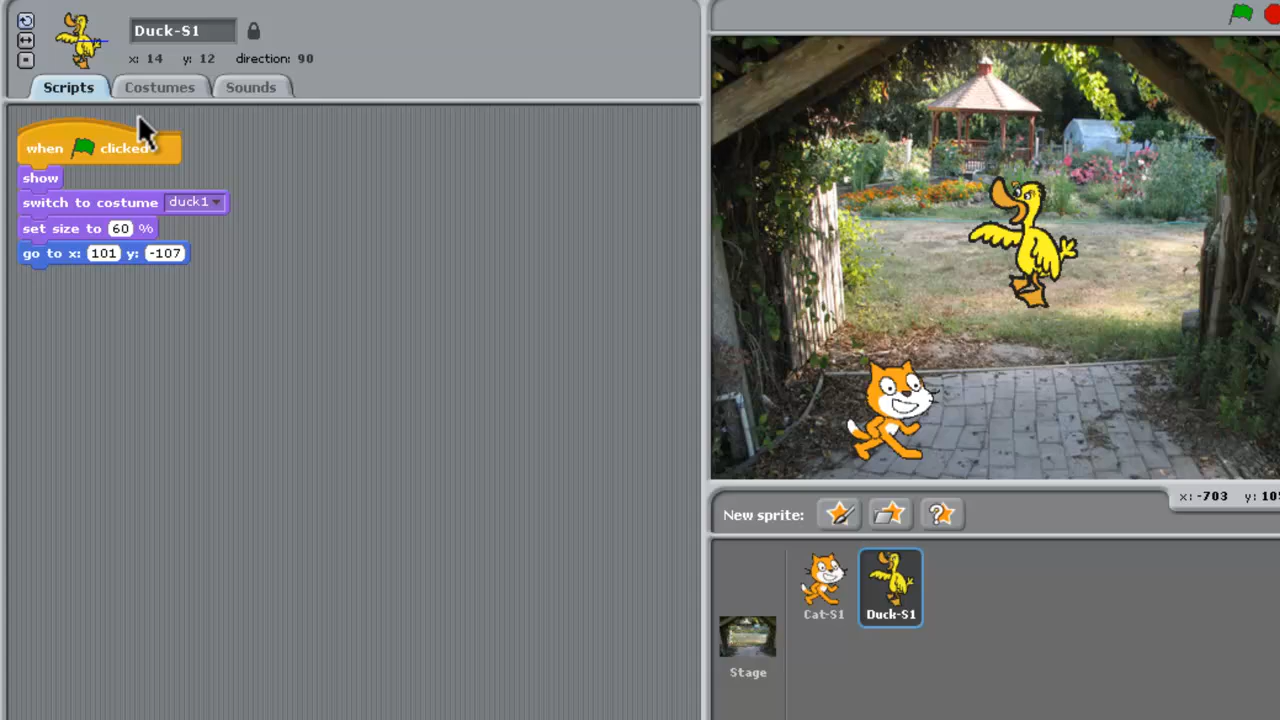 Duck-S1
x: 14 y: 12 direction: 90
Scripts Costumes Sounds
when clicked
show
switch to costume duck1
set size to 60 %
go to x: 101 y: -107
x: -703 y: 105
New sprite:
Cat-S1 Duck-S1
Stage